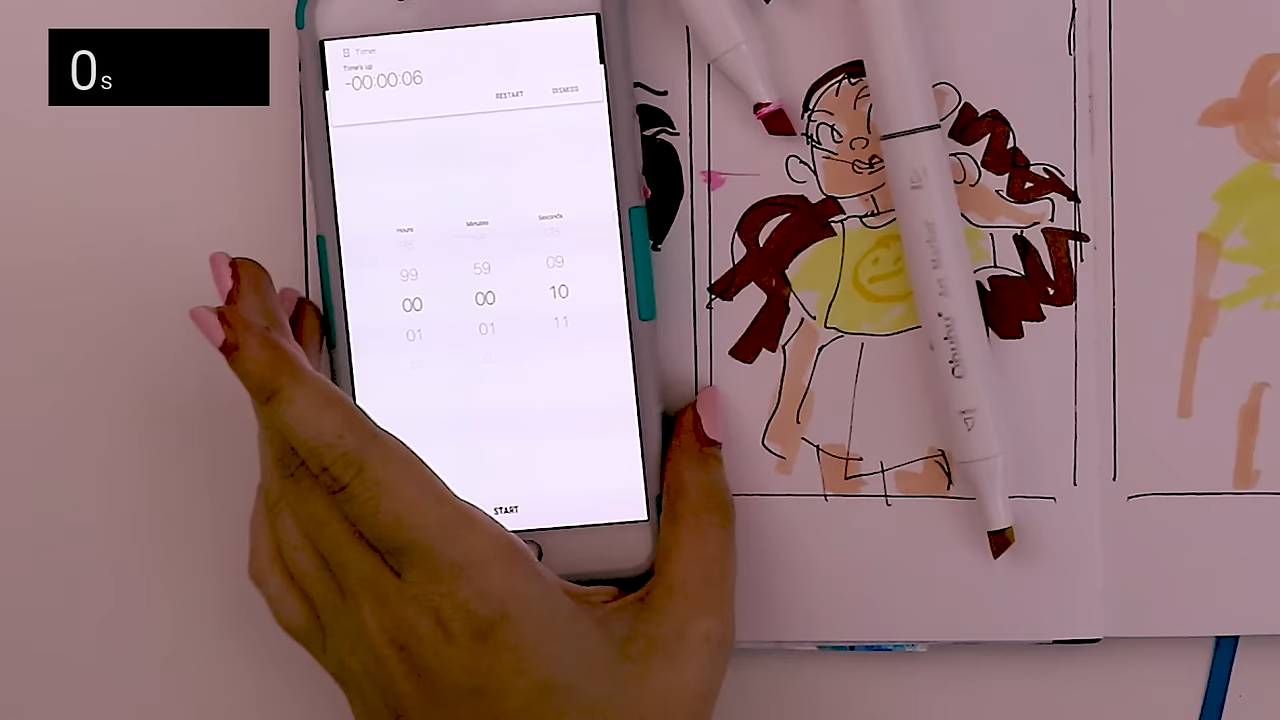 0s
Timer
Time's up
-00:00:06
RESTART DISMISS
Hours Minutes Seconds
99 59 09
00 00 10
01 01 11
START
Ohuhu Art Marker